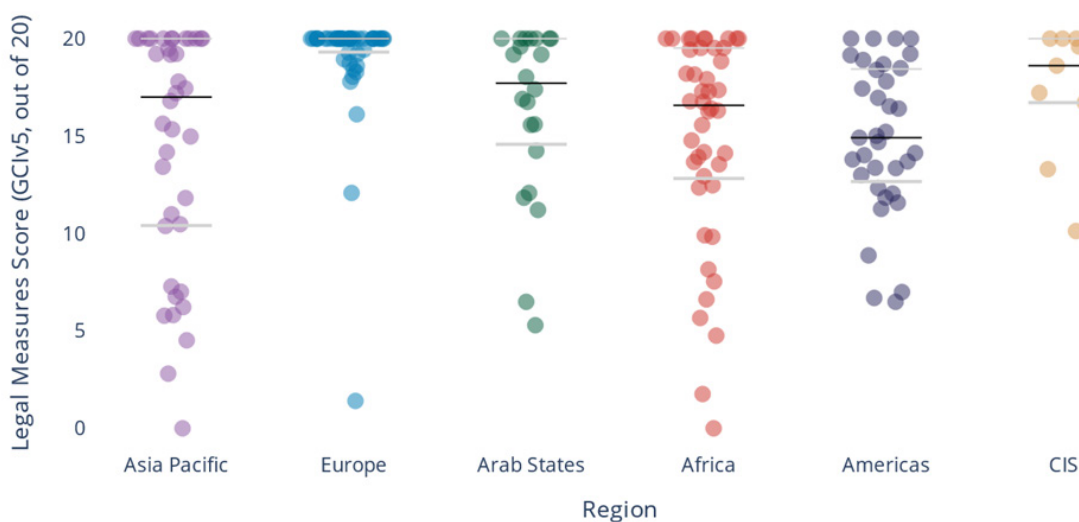 Legal Measures Score (GCIv5, out of 20)
20
15
10
5
0
Asia Pacific
Europe
Arab States
Africa
Americas
CIS
Region